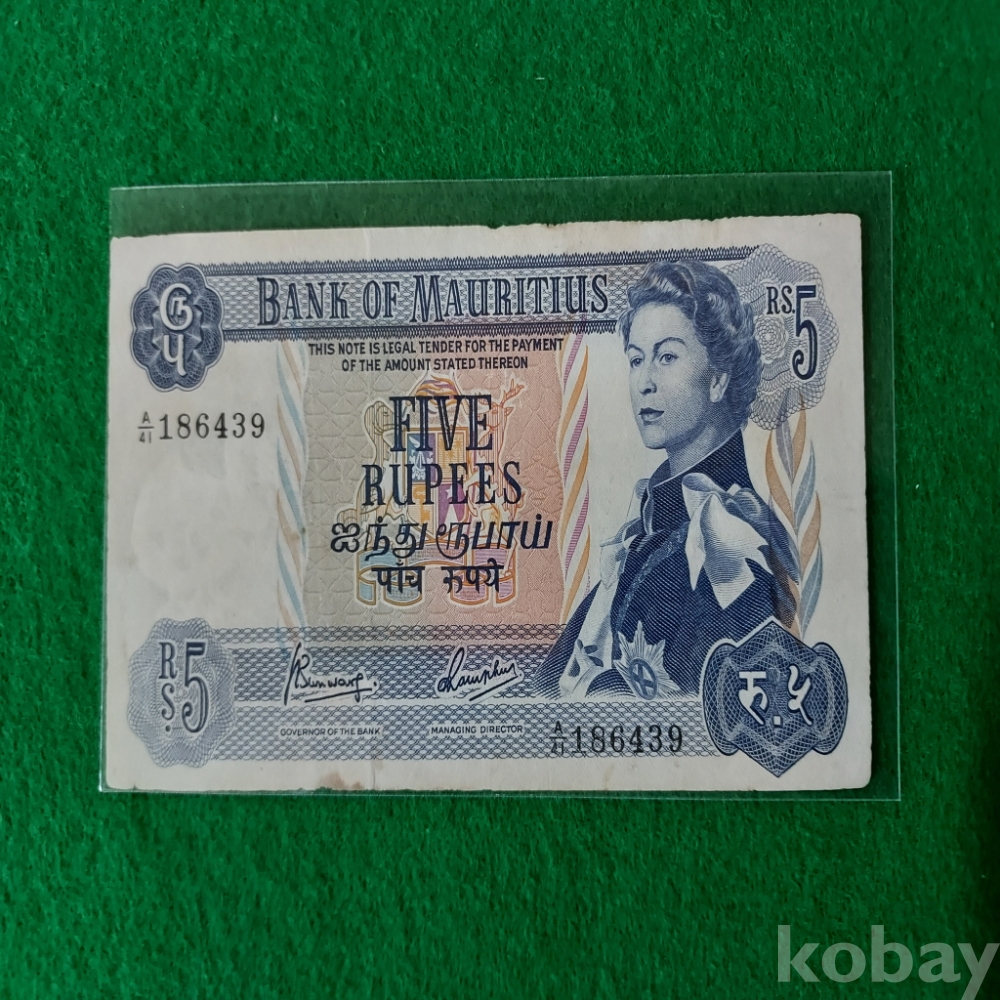 BANK OF MAURITIUS
RS.5
THIS NOTE IS LEGAL TENDER FOR THE PAYMENT
OF THE AMOUNT STATED THEREON
A/41 186439
FIVE
RUPEES
ஐந்து ரூபாய்
पाँच रुपये
RS.5
GOVERNOR OF THE BANK
MANAGING DIRECTOR
A/41 186439
रु.५
kobay